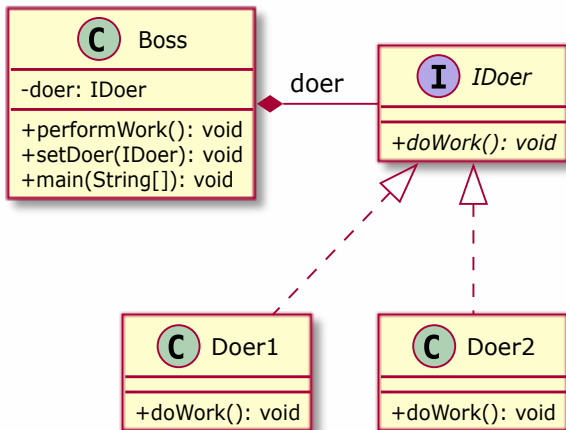 C Boss
-doer: IDoer
+performWork(): void
+setDoer(IDoer): void
+main(String[]): void
doer
I IDoer
+doWork(): void
C Doer1
+doWork(): void
C Doer2
+doWork(): void